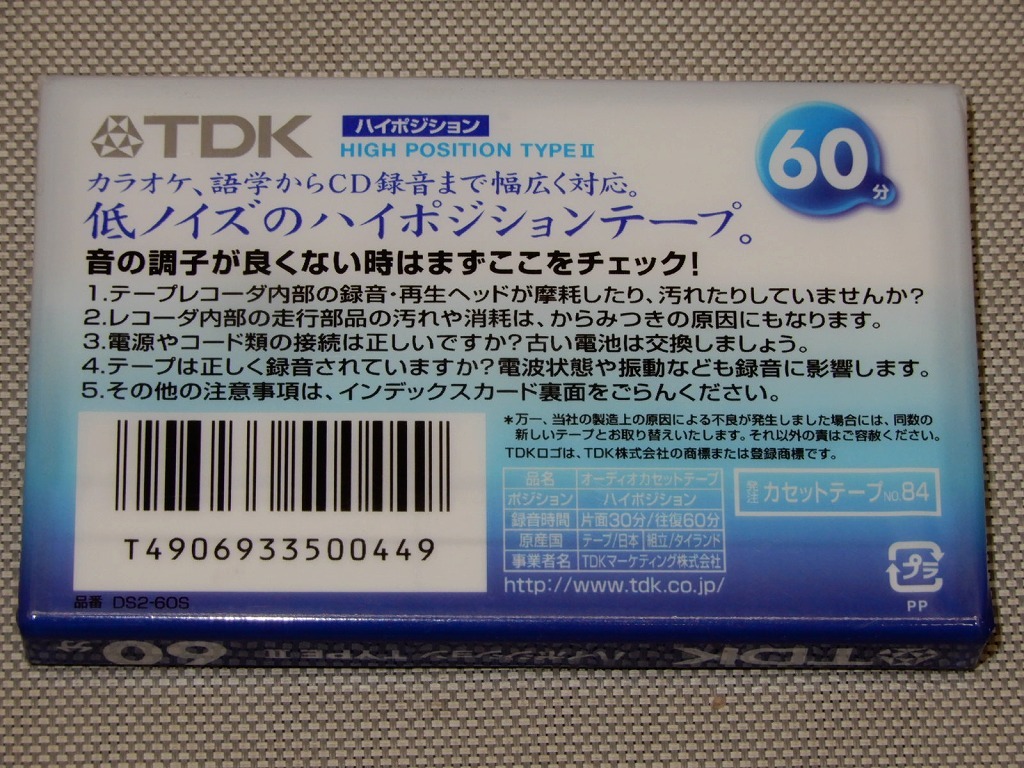 TDK ハイポジション
HIGH POSITION TYPE II
60分
カラオケ、語学からCD録音まで幅広く対応。
低ノイズのハイポジションテープ。
音の調子が良くない時はまずここをチェック!
1.テープレコーダ内部の録音・再生ヘッドが摩耗したり、汚れたりしていませんか?
2.レコーダ内部の走行部品の汚れや消耗は、からみつきの原因にもなります。
3.電源やコード類の接続は正しいですか?古い電池は交換しましょう。
4.テープは正しく録音されていますか?電波状態や振動なども録音に影響します。
5.その他の注意事項は、インデックスカード裏面をごらんください。
*万一、当社の製造上の原因による不良が発生しました場合には、同数の
新しいテープとお取り替えいたします。それ以外の責はご容赦ください。
TDKロゴは、TDK株式会社の商標または登録商標です。
品名 オーディオカセットテープ
ポジション ハイポジション
録音時間 片面30分/往復60分
原産国 テープ/日本 組立/タイランド
事業者名 TDKマーケティング株式会社
http://www.tdk.co.jp/
発注 カセットテープNO.84
プラ
PP
T4906933500449
品番 DS2-60S
TDK ハイポジション TYPE II 60分